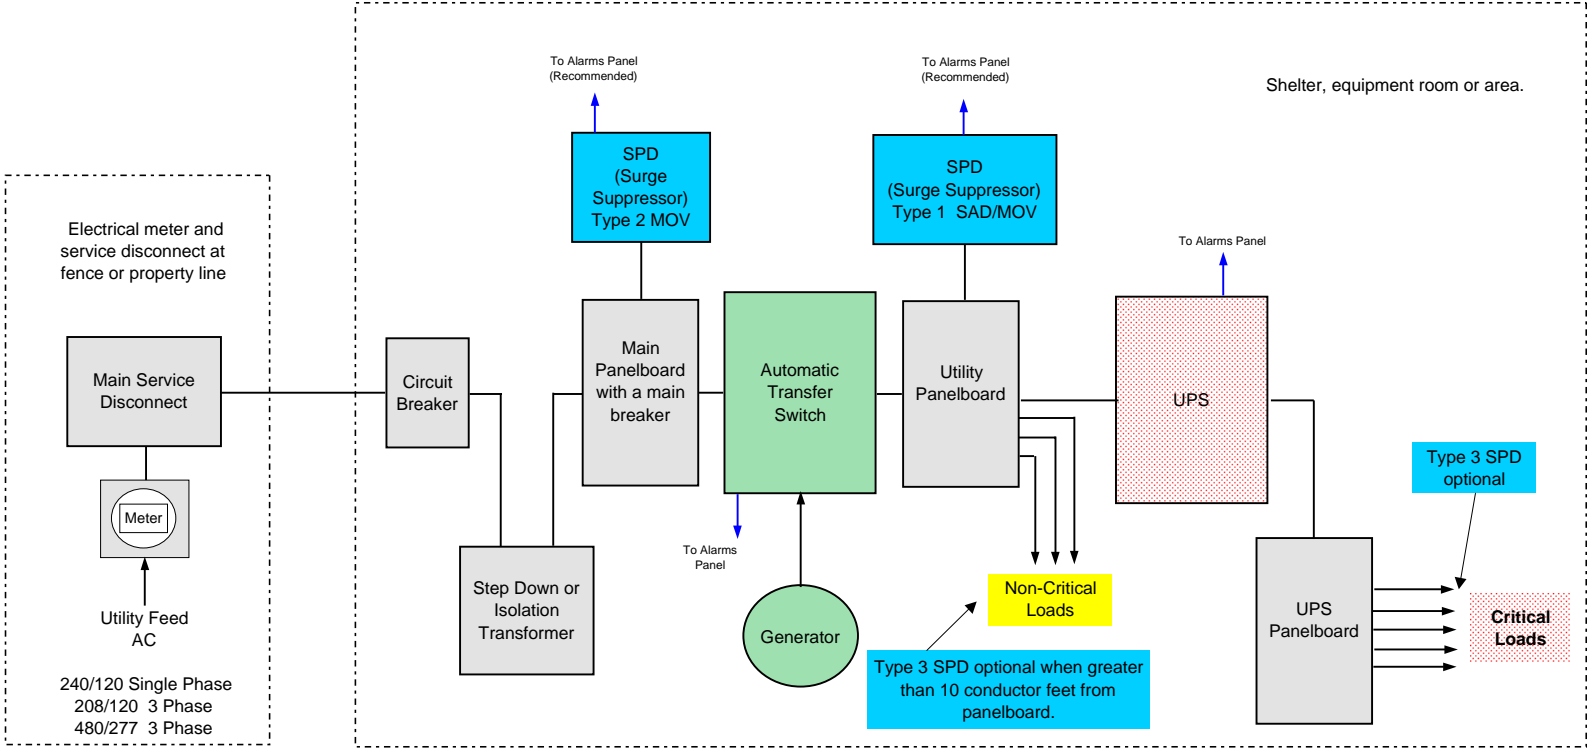 To Alarms Panel
(Recommended)
To Alarms Panel
(Recommended)
Shelter, equipment room or area.
SPD
(Surge
Suppressor)
Type 2 MOV
SPD
(Surge Suppressor)
Type 1 SAD/MOV
To Alarms Panel
Electrical meter and
service disconnect at
fence or property line
Main Service
Disconnect
Circuit
Breaker
Main
Panelboard
with a main
breaker
Automatic
Transfer
Switch
Utility
Panelboard
UPS
Type 3 SPD
optional
Meter
To Alarms
Panel
Step Down or
Isolation
Transformer
Generator
Non-Critical
Loads
UPS
Panelboard
Critical
Loads
Utility Feed
AC
Type 3 SPD optional when greater
than 10 conductor feet from
panelboard.
240/120 Single Phase
208/120 3 Phase
480/277 3 Phase